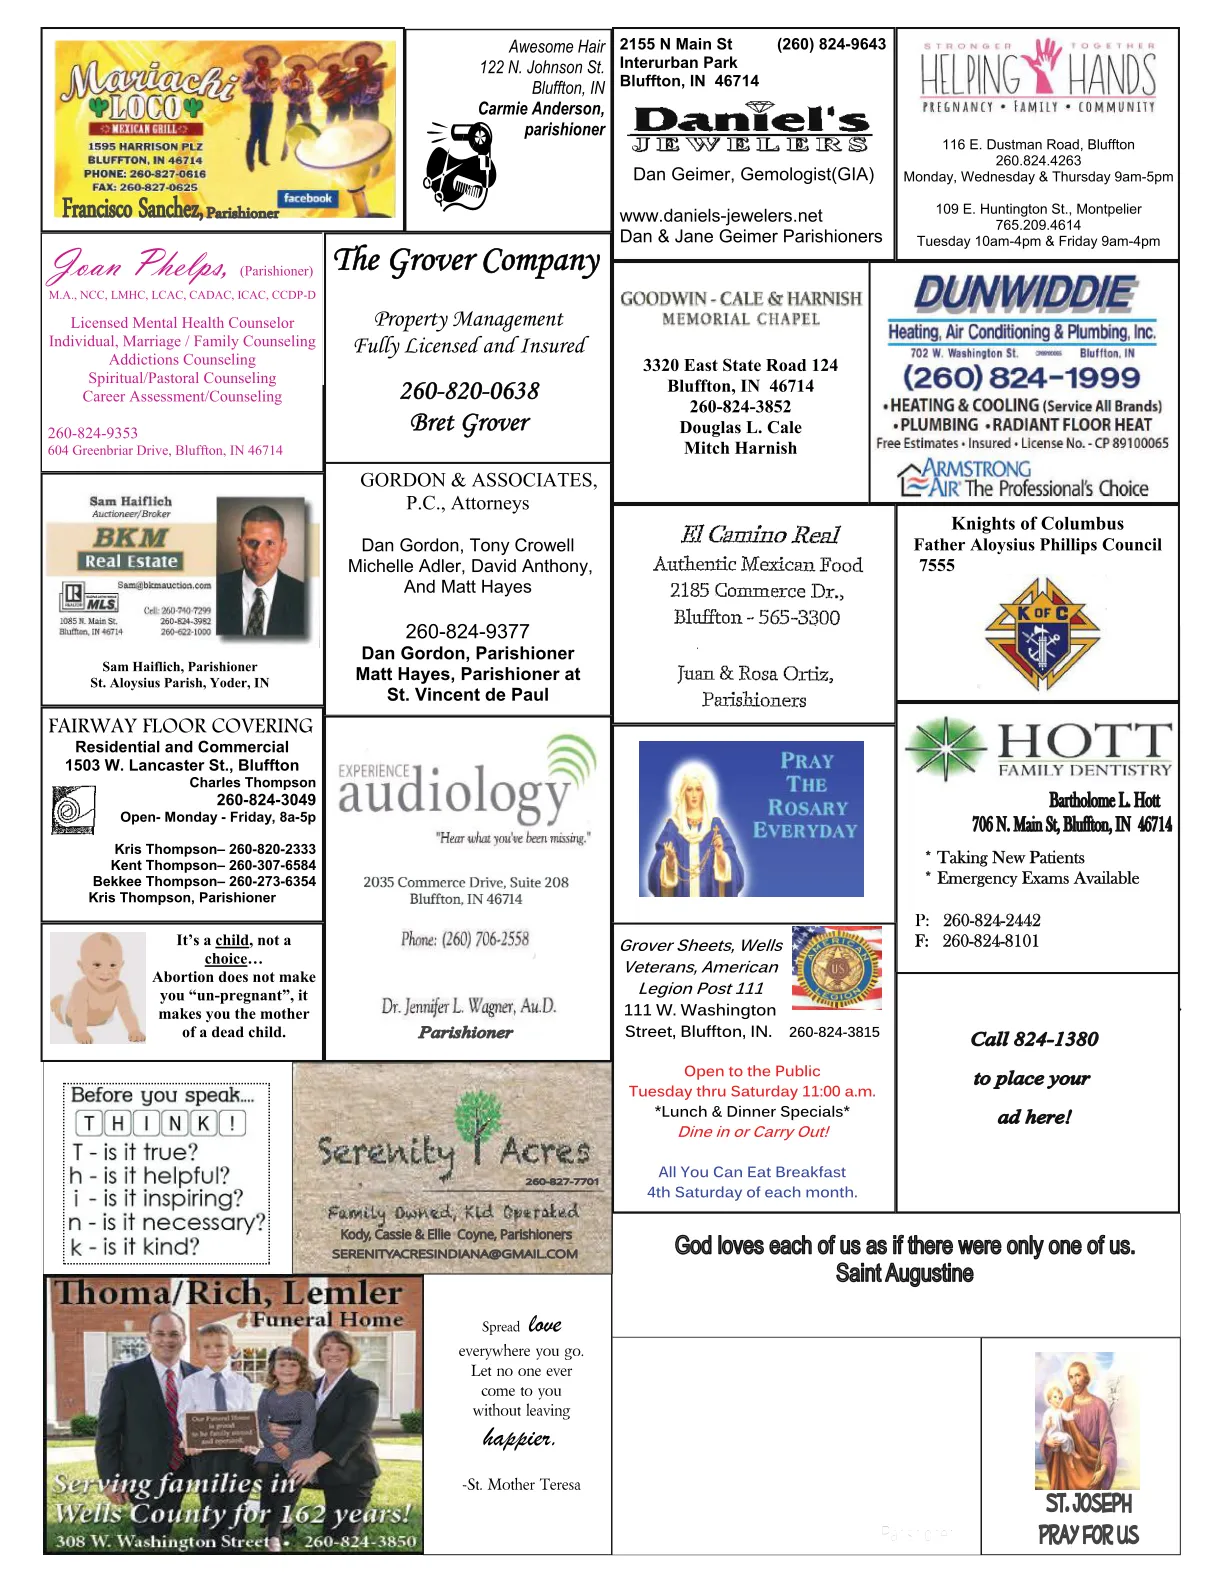 Mariachi
LOCO
MEXICAN GRILL
1595 HARRISON PLZ
BLUFFTON, IN 46714
PHONE: 260-827-0616
FAX: 260-827-0625
facebook
Francisco Sanchez, Parishioner
Awesome Hair
122 N. Johnson St.
Bluffton, IN
Carmie Anderson,
parishioner
2155 N Main St (260) 824-9643
Interurban Park
Bluffton, IN 46714
Daniel's
JEWELERS
Dan Geimer, Gemologist(GIA)
www.daniels-jewelers.net
Dan & Jane Geimer Parishioners
STRONGER TOGETHER
HELPING HANDS
PREGNANCY • FAMILY • COMMUNITY
116 E. Dustman Road, Bluffton
260.824.4263
Monday, Wednesday & Thursday 9am-5pm
109 E. Huntington St., Montpelier
765.209.4614
Tuesday 10am-4pm & Friday 9am-4pm
Joan Phelps, (Parishioner)
M.A., NCC, LMHC, LCAC, CADAC, ICAC, CCDP-D
Licensed Mental Health Counselor
Individual, Marriage / Family Counseling
Addictions Counseling
Spiritual/Pastoral Counseling
Career Assessment/Counseling
260-824-9353
604 Greenbriar Drive, Bluffton, IN 46714
The Grover Company
Property Management
Fully Licensed and Insured
260-820-0638
Bret Grover
GOODWIN - CALE & HARNISH
MEMORIAL CHAPEL
3320 East State Road 124
Bluffton, IN 46714
260-824-3852
Douglas L. Cale
Mitch Harnish
DUNWIDDIE
Heating, Air Conditioning & Plumbing, Inc.
702 W. Washington St. Bluffton, IN
(260) 824-1999
• HEATING & COOLING (Service All Brands)
• PLUMBING • RADIANT FLOOR HEAT
Free Estimates • Insured • License No. - CP 89100065
ARMSTRONG
AIR The Professional's Choice
Sam Haiflich
Auctioneer/Broker
BKM
Real Estate
Sam@bkmauction.com
REALTOR
MLS
Cell: 260-740-7299
1085 N. Main St. 260-824-3982
Bluffton, IN 46714 260-622-1000
Sam Haiflich, Parishioner
St. Aloysius Parish, Yoder, IN
GORDON & ASSOCIATES,
P.C., Attorneys
Dan Gordon, Tony Crowell
Michelle Adler, David Anthony,
And Matt Hayes
260-824-9377
Dan Gordon, Parishioner
Matt Hayes, Parishioner at
St. Vincent de Paul
El Camino Real
Authentic Mexican Food
2185 Commerce Dr.,
Bluffton - 565-3300
Juan & Rosa Ortiz,
Parishioners
Knights of Columbus
Father Aloysius Phillips Council
7555
K OF C
FAIRWAY FLOOR COVERING
Residential and Commercial
1503 W. Lancaster St., Bluffton
Charles Thompson
260-824-3049
Open- Monday - Friday, 8a-5p
Kris Thompson– 260-820-2333
Kent Thompson– 260-307-6584
Bekkee Thompson– 260-273-6354
Kris Thompson, Parishioner
EXPERIENCE
audiology
"Hear what you've been missing."
2035 Commerce Drive, Suite 208
Bluffton, IN 46714
Phone: (260) 706-2558
Dr. Jennifer L. Wagner, Au.D.
Parishioner
PRAY
THE
ROSARY
EVERYDAY
HOTT
FAMILY DENTISTRY
Bartholome L. Hott
706 N. Main St, Bluffton, IN 46714
* Taking New Patients
* Emergency Exams Available
P: 260-824-2442
F: 260-824-8101
It's a child, not a
choice…
Abortion does not make
you “un-pregnant”, it
makes you the mother
of a dead child.
Grover Sheets, Wells
Veterans, American
Legion Post 111
111 W. Washington
Street, Bluffton, IN. 260-824-3815
AMERICAN
US
LEGION
Open to the Public
Tuesday thru Saturday 11:00 a.m.
*Lunch & Dinner Specials*
Dine in or Carry Out!
All You Can Eat Breakfast
4th Saturday of each month.
Call 824-1380
to place your
ad here!
Before you speak....
THINK!
T - is it true?
h - is it helpful?
i - is it inspiring?
n - is it necessary?
k - is it kind?
Serenity Acres
260-827-7701
Family Owned, Kid Operated
Kody, Cassie & Ellie Coyne, Parishioners
SERENITYACRESINDIANA@GMAIL.COM
God loves each of us as if there were only one of us.
Saint Augustine
Thoma/Rich, Lemler
Funeral Home
Our Funeral Home
is proud
to be family owned
and operated.
Serving families in
Wells County for 162 years!
308 W. Washington Street • 260-824-3850
Spread love
everywhere you go.
Let no one ever
come to you
without leaving
happier.
-St. Mother Teresa
Parishioner
ST. JOSEPH
PRAY FOR US